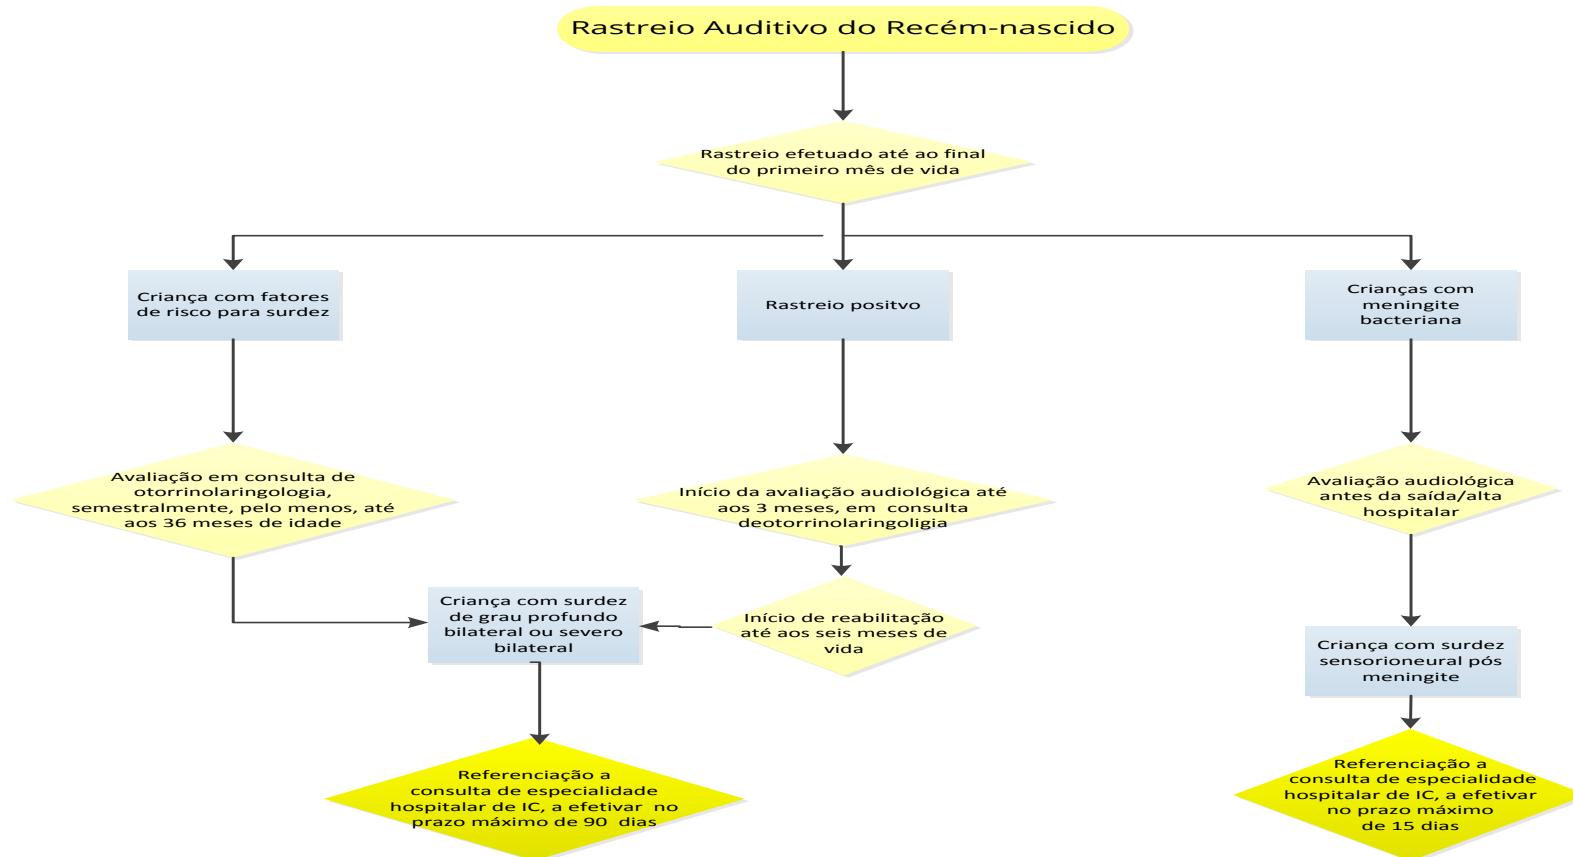 Rastreio Auditivo do Recém-nascido
Rastreio efetuado até ao final
do primeiro mês de vida
Criança com fatores
de risco para surdez
Rastreio positvo
Crianças com
meningite
bacteriana
Avaliação em consulta de
otorrinolaringologia,
semestralmente, pelo menos, até
aos 36 meses de idade
Início da avaliação audiológica até
aos 3 meses, em consulta
deotorrinolaringoligia
Avaliação audiológica
antes da saída/alta
hospitalar
Criança com surdez
de grau profundo
bilateral ou severo
bilateral
Início de reabilitação
até aos seis meses de
vida
Criança com surdez
sensorioneural pós
meningite
Referenciação a
consulta de especialidade
hospitalar de IC, a efetivar no
prazo máximo de 90 dias
Referenciação a
consulta de especialidade
hospitalar de IC, a efetivar
no prazo máximo
de 15 dias